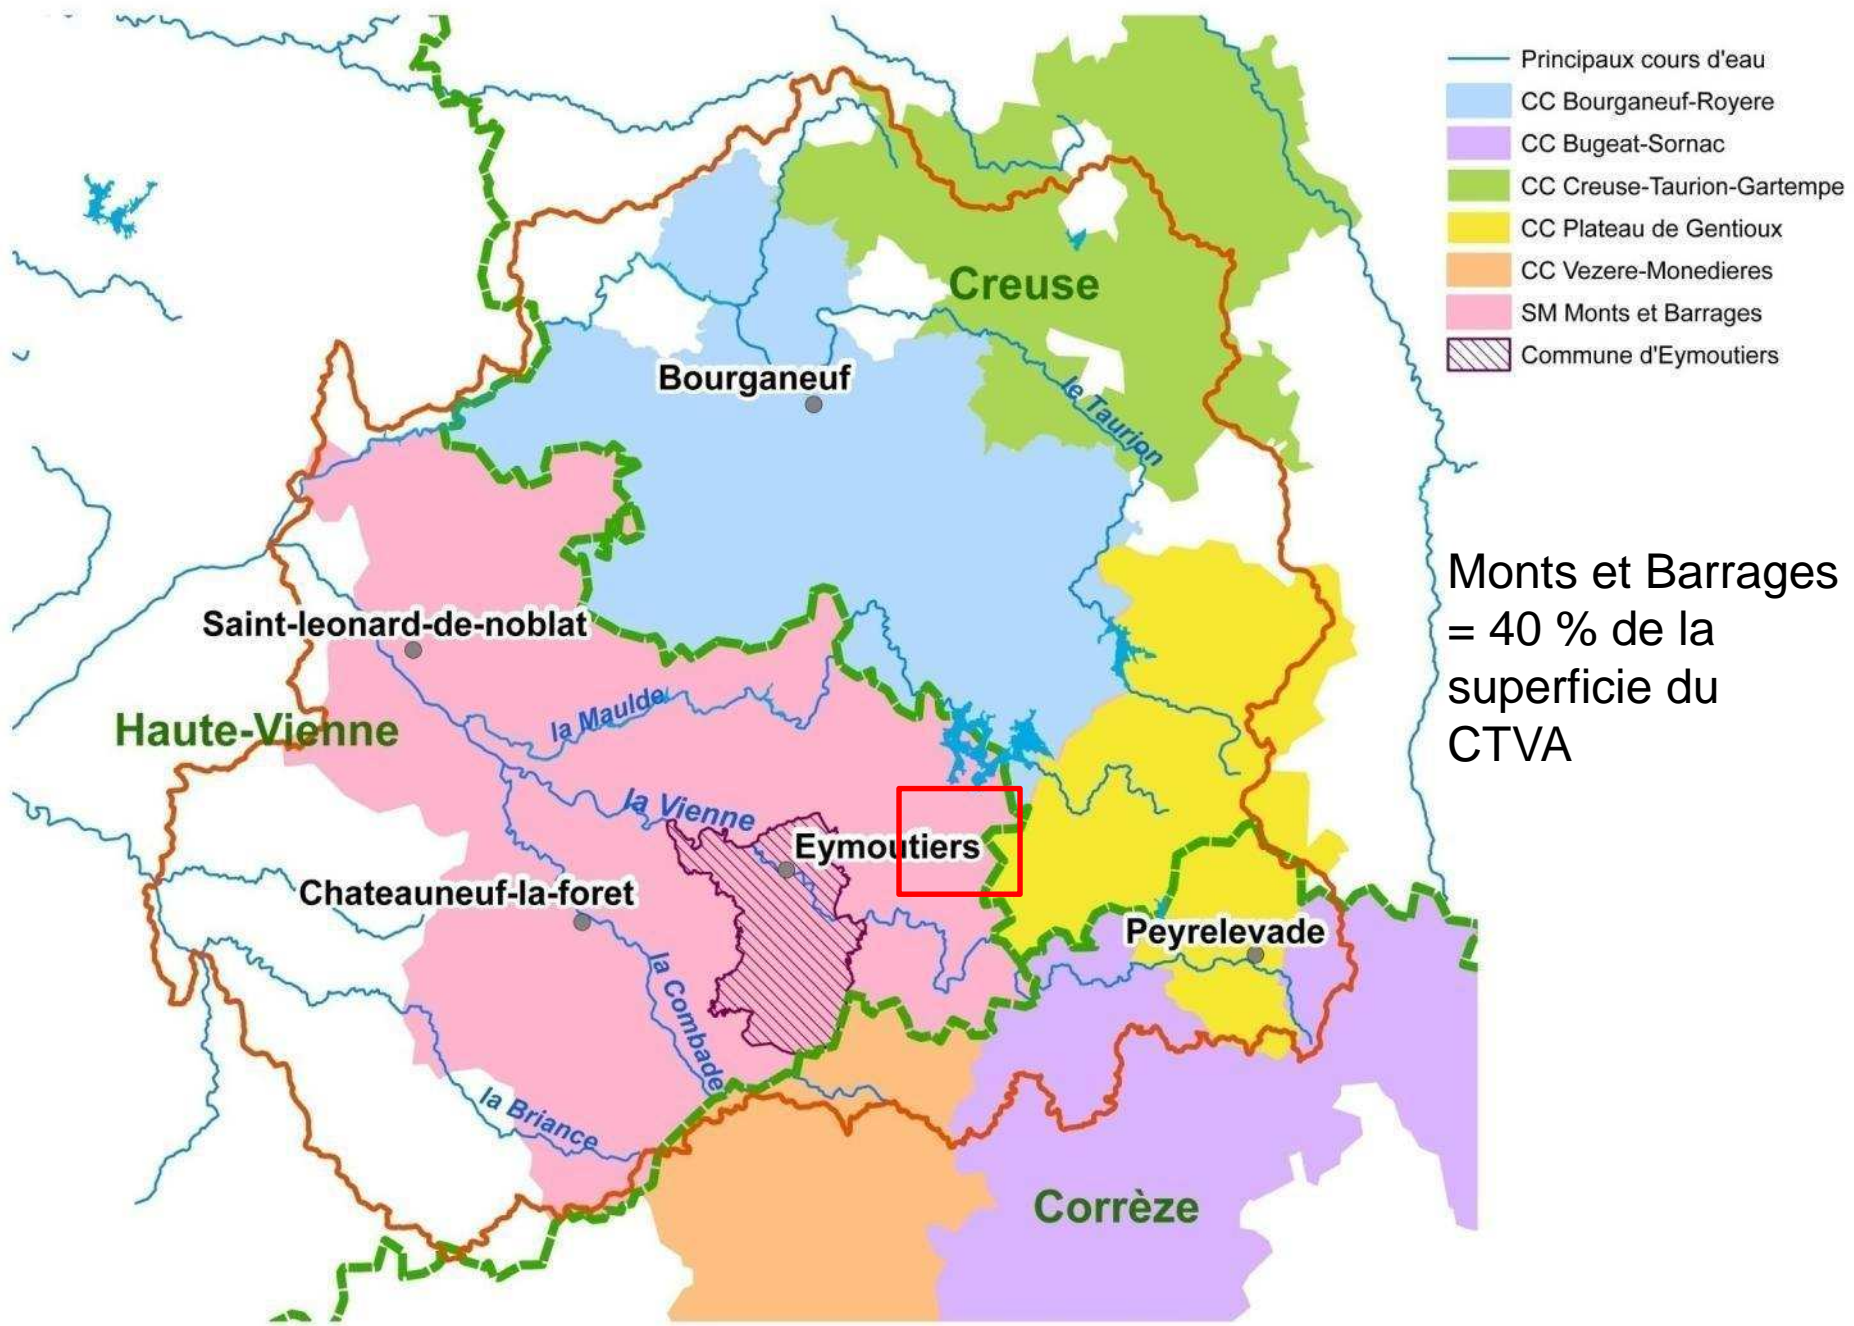 Principaux cours d'eau
CC Bourganeuf-Royere
CC Bugeat-Sornac
CC Creuse-Taurion-Gartempe
CC Plateau de Gentioux
CC Vezere-Monedieres
SM Monts et Barrages
Commune d'Eymoutiers
Creuse
Bourganeuf
le Taurion
Saint-leonard-de-noblat
la Maulde
Haute-Vienne
la Vienne
Eymoutiers
Chateauneuf-la-foret
Peyrelevade
la Combade
la Briance
Corrèze
Monts et Barrages
= 40 % de la
superficie du
CTVA